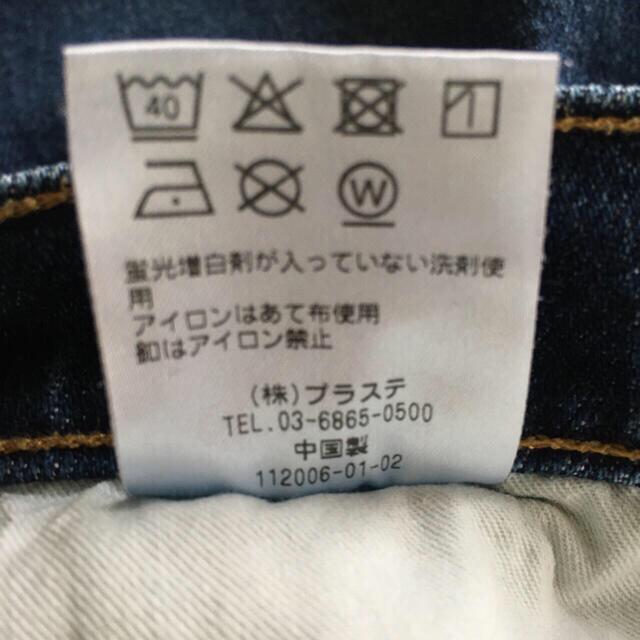 40
W
蛍光増白剤が入っていない洗剤使
用
アイロンはあて布使用
釦はアイロン禁止
(株)プラステ
TEL.03-6865-0500
中国製
112006-01-02